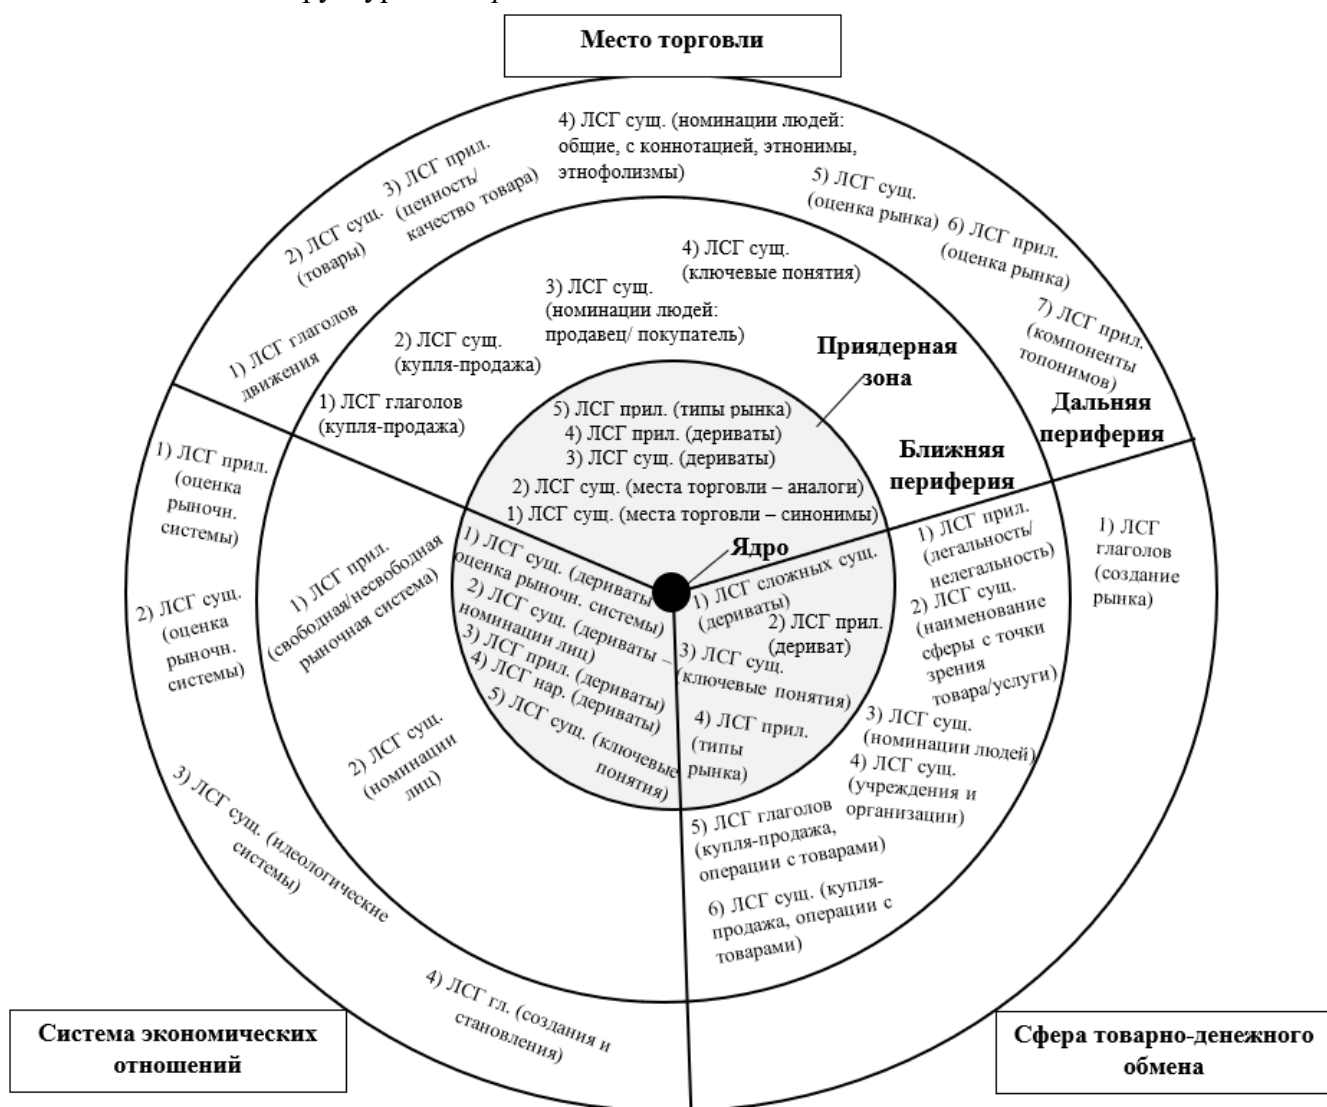 Место торговли
4) ЛСГ сущ. (номинации людей:
общие, с коннотацией, этнонимы,
этнофолизмы)
3) ЛСГ прил.
(ценность/
качество товара)
2) ЛСГ сущ.
(товары)
1) ЛСГ глаголов
движения
5) ЛСГ сущ.
(оценка рынка)
6) ЛСГ прил.
(оценка рынка)
7) ЛСГ прил.
(компоненты
топонимов)
Дальняя
периферия
4) ЛСГ сущ.
(ключевые понятия)
3) ЛСГ сущ.
(номинации людей:
продавец/ покупатель)
2) ЛСГ сущ.
(купля-продажа)
1) ЛСГ глаголов
(купля-продажа)
Приядерная
зона
Ближняя
периферия
5) ЛСГ прил. (типы рынка)
4) ЛСГ прил. (дериваты)
3) ЛСГ сущ. (дериваты)
2) ЛСГ сущ. (места торговли – аналоги)
1) ЛСГ сущ. (места торговли – синонимы)
Ядро
1) ЛСГ сущ. (дериваты
оценка рыночн. системы)
2) ЛСГ сущ. (дериваты –
номинации лиц)
3) ЛСГ прил. (дериваты)
4) ЛСГ нар. (дериваты)
5) ЛСГ сущ. (ключевые
понятия)
1) ЛСГ сложных сущ.
(дериваты)
2) ЛСГ прил.
(дериват)
3) ЛСГ сущ.
(ключевые понятия)
4) ЛСГ прил.
(типы
рынка)
1) ЛСГ прил.
(легальность/
нелегальность)
2) ЛСГ сущ.
(наименование
сферы с точки
зрения
товара/услуги)
3) ЛСГ сущ.
(номинации людей)
4) ЛСГ сущ.
(учреждения и
организации)
5) ЛСГ глаголов
(купля-продажа,
операции с товарами)
6) ЛСГ сущ. (купля-
продажа, операции с
товарами)
1) ЛСГ
глаголов
(создание
рынка)
1) ЛСГ прил.
(оценка
рыночн.
системы)
2) ЛСГ сущ.
(оценка
рыночн.
системы)
1) ЛСГ прил.
(свободная/несвободная
рыночная система)
2) ЛСГ сущ.
(номинации
лиц)
3) ЛСГ сущ. (идеологические
системы)
4) ЛСГ гл. (создания и
становления)
Система экономических
отношений
Сфера товарно-денежного
обмена